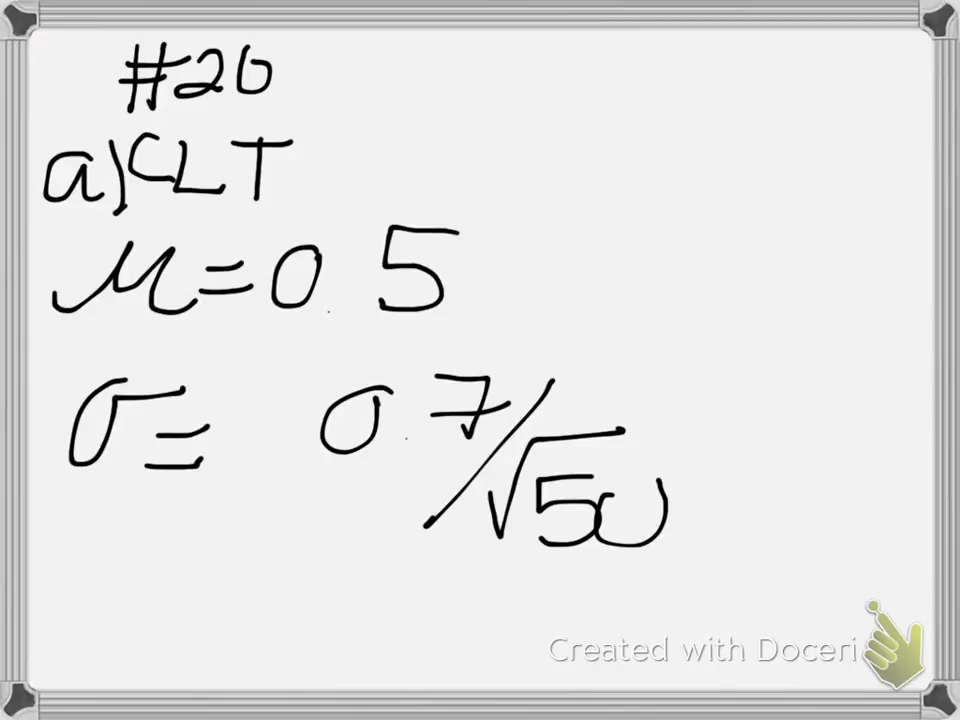 #20
a) CLT
μ = 0.5
σ = 0.7/√50
Created with Doceri